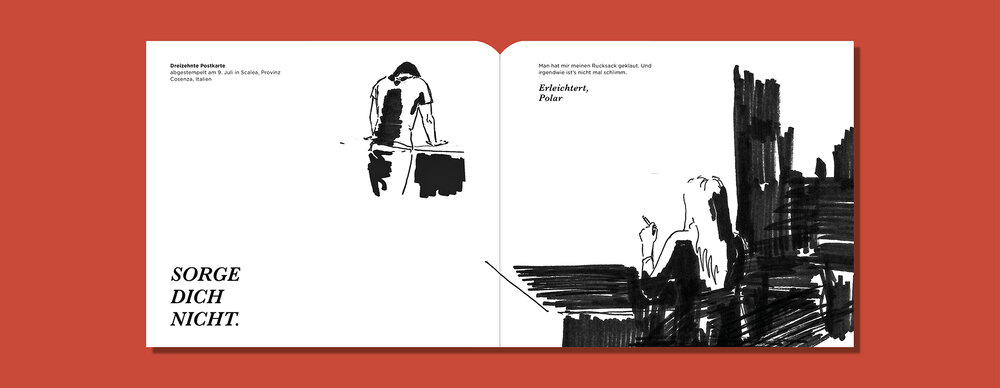 Dreizehnte Postkarte
abgestempelt am 9. Juli in Scalea, Provinz
Cosenza, Italien
SORGE
DICH
NICHT.
Man hat mir meinen Rucksack geklaut. Und
irgendwie ist's nicht mal schlimm.
Erleichtert,
Polar